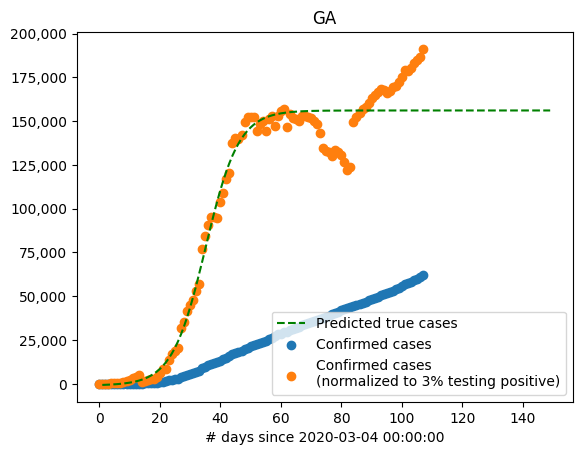 GA
200,000
175,000
150,000
125,000
100,000
75,000
50,000
25,000
0
Predicted true cases
Confirmed cases
Confirmed cases
(normalized to 3% testing positive)
0 20 40 60 80 100 120 140
# days since 2020-03-04 00:00:00